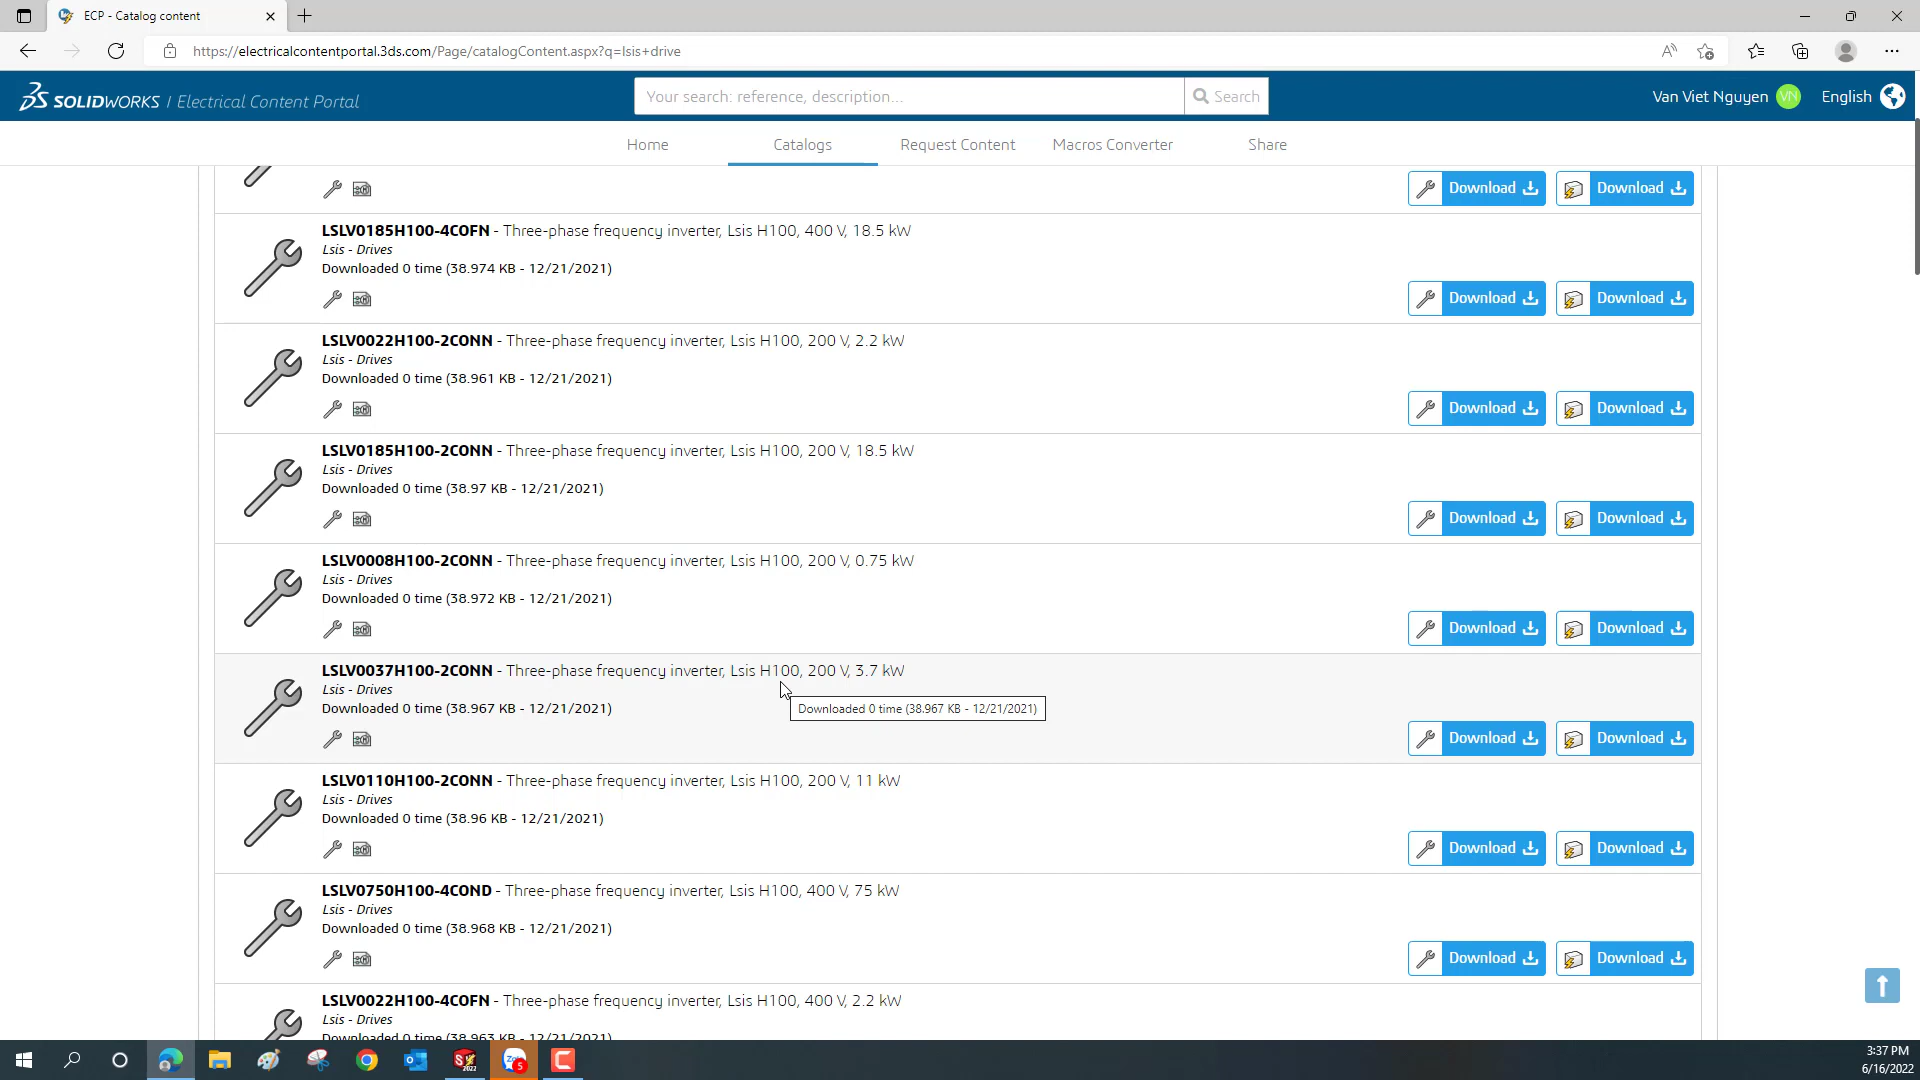 ECP - Catalog content
https://electricalcontentportal.3ds.com/Page/catalogContent.aspx?q=lsis+drive
SOLIDWORKS / Electrical Content Portal
Your search: reference, description...
Search
Van Viet Nguyen VN
English
Home
Catalogs
Request Content
Macros Converter
Share
Download
Download
LSLV0185H100-4COFN - Three-phase frequency inverter, Lsis H100, 400 V, 18.5 kW
Lsis - Drives
Downloaded 0 time (38.974 KB - 12/21/2021)
Download
Download
LSLV0022H100-2CONN - Three-phase frequency inverter, Lsis H100, 200 V, 2.2 kW
Lsis - Drives
Downloaded 0 time (38.961 KB - 12/21/2021)
Download
Download
LSLV0185H100-2CONN - Three-phase frequency inverter, Lsis H100, 200 V, 18.5 kW
Lsis - Drives
Downloaded 0 time (38.97 KB - 12/21/2021)
Download
Download
LSLV0008H100-2CONN - Three-phase frequency inverter, Lsis H100, 200 V, 0.75 kW
Lsis - Drives
Downloaded 0 time (38.972 KB - 12/21/2021)
Download
Download
LSLV0037H100-2CONN - Three-phase frequency inverter, Lsis H100, 200 V, 3.7 kW
Lsis - Drives
Downloaded 0 time (38.967 KB - 12/21/2021)
Downloaded 0 time (38.967 KB - 12/21/2021)
Download
Download
LSLV0110H100-2CONN - Three-phase frequency inverter, Lsis H100, 200 V, 11 kW
Lsis - Drives
Downloaded 0 time (38.96 KB - 12/21/2021)
Download
Download
LSLV0750H100-4COND - Three-phase frequency inverter, Lsis H100, 400 V, 75 kW
Lsis - Drives
Downloaded 0 time (38.968 KB - 12/21/2021)
Download
Download
LSLV0022H100-4COFN - Three-phase frequency inverter, Lsis H100, 400 V, 2.2 kW
Lsis - Drives
Downloaded 0 time (38.963 KB - 12/21/2021)
2022
Zalo
5
3:37 PM
6/16/2022